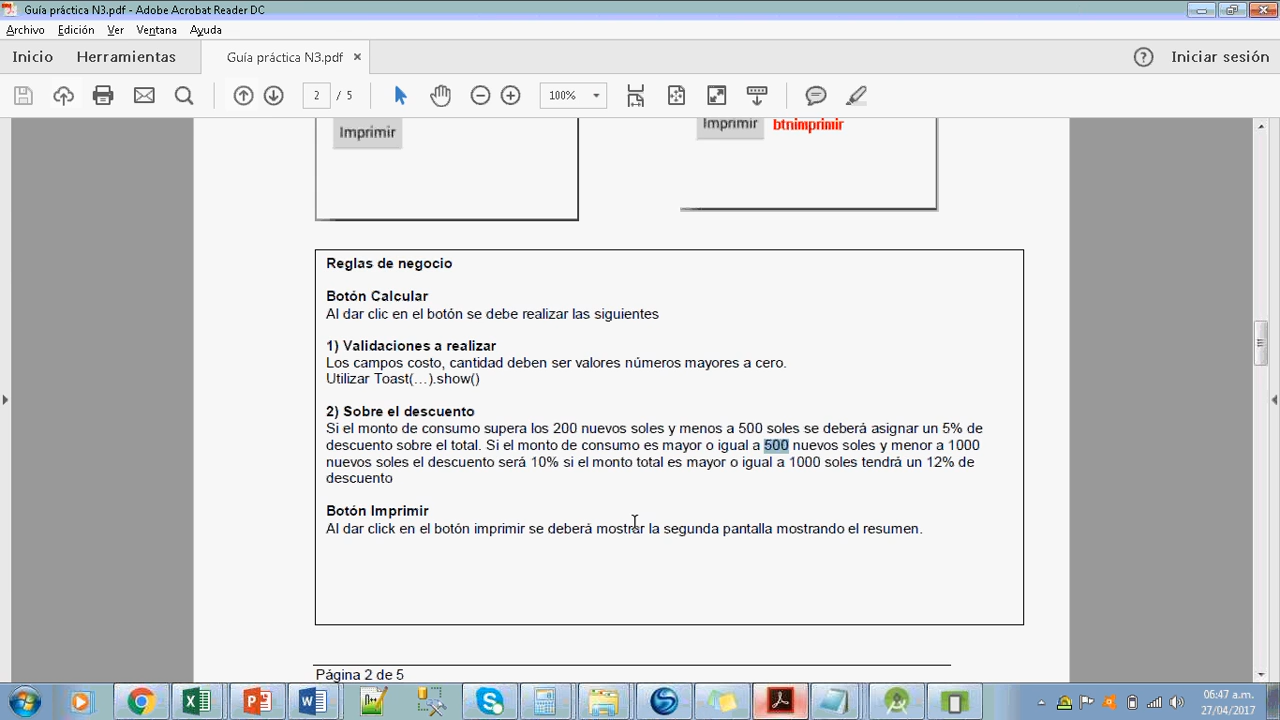 Guía práctica N3.pdf - Adobe Acrobat Reader DC
Archivo Edición Ver Ventana Ayuda
Inicio Herramientas Guía práctica N3.pdf × Iniciar sesión
2 / 5 100%
Imprimir Imprimir btnimprimir
Reglas de negocio
Botón Calcular
Al dar clic en el botón se debe realizar las siguientes
1) Validaciones a realizar
Los campos costo, cantidad deben ser valores números mayores a cero.
Utilizar Toast(…).show()
2) Sobre el descuento
Si el monto de consumo supera los 200 nuevos soles y menos a 500 soles se deberá asignar un 5% de
descuento sobre el total. Si el monto de consumo es mayor o igual a 500 nuevos soles y menor a 1000
nuevos soles el descuento será 10% si el monto total es mayor o igual a 1000 soles tendrá un 12% de
descuento
Botón Imprimir
Al dar click en el botón imprimir se deberá mostrar la segunda pantalla mostrando el resumen.
Página 2 de 5
06:47 a.m.
27/04/2017